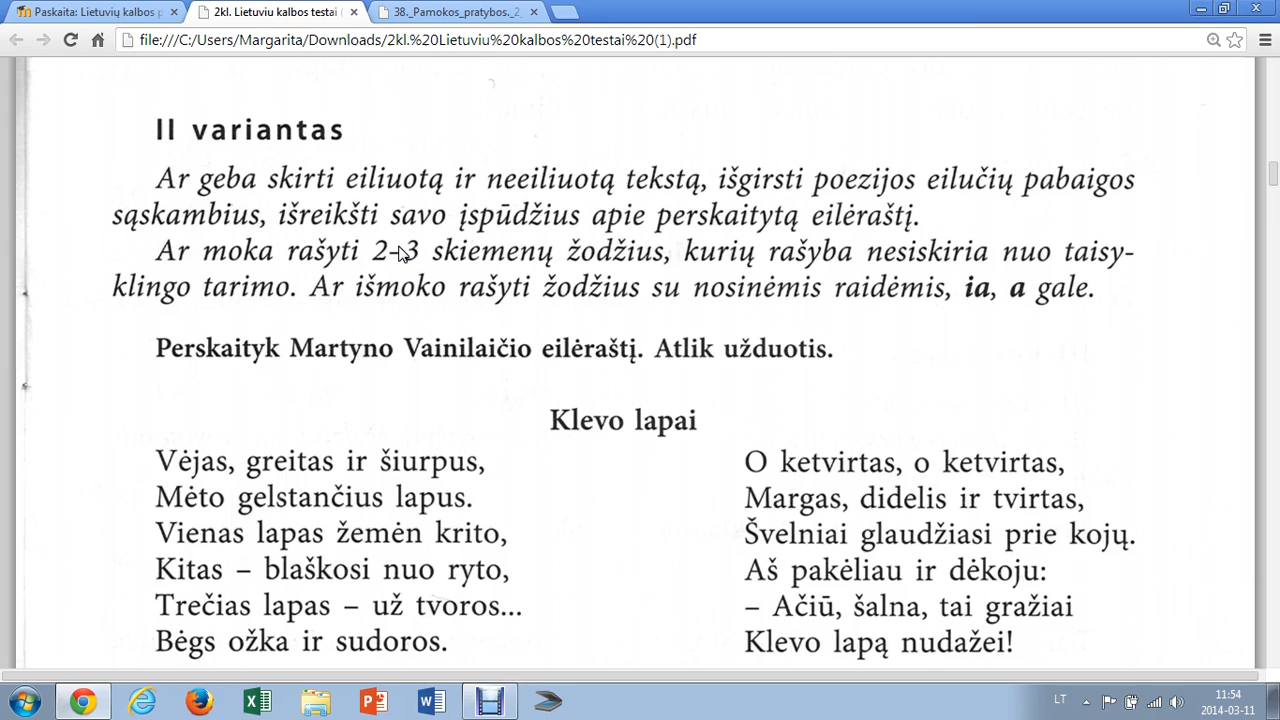 Paskaita: Lietuvių kalbos p
2kl. Lietuviu kalbos testai (
38._Pamokos_pratybos._2_
file:///C:/Users/Margarita/Downloads/2kl.%20Lietuviu%20kalbos%20testai%20(1).pdf
II variantas
Ar geba skirti eiliuotą ir neeiliuotą tekstą, išgirsti poezijos eilučių pabaigos
sąskambius, išreikšti savo įspūdžius apie perskaitytą eilėraštį.
Ar moka rašyti 2–3 skiemenų žodžius, kurių rašyba nesiskiria nuo taisy-
klingo tarimo. Ar išmoko rašyti žodžius su nosinėmis raidėmis, ia, a gale.
Perskaityk Martyno Vainilaičio eilėraštį. Atlik užduotis.
Klevo lapai
Vėjas, greitas ir šiurpus,
Mėto gelstančius lapus.
Vienas lapas žemėn krito,
Kitas – blaškosi nuo ryto,
Trečias lapas – už tvoros...
Bėgs ožka ir sudoros.
O ketvirtas, o ketvirtas,
Margas, didelis ir tvirtas,
Švelniai glaudžiasi prie kojų.
Aš pakėliau ir dėkoju:
– Ačiū, šalna, tai gražiai
Klevo lapą nudažei!
LT
11:54
2014-03-11